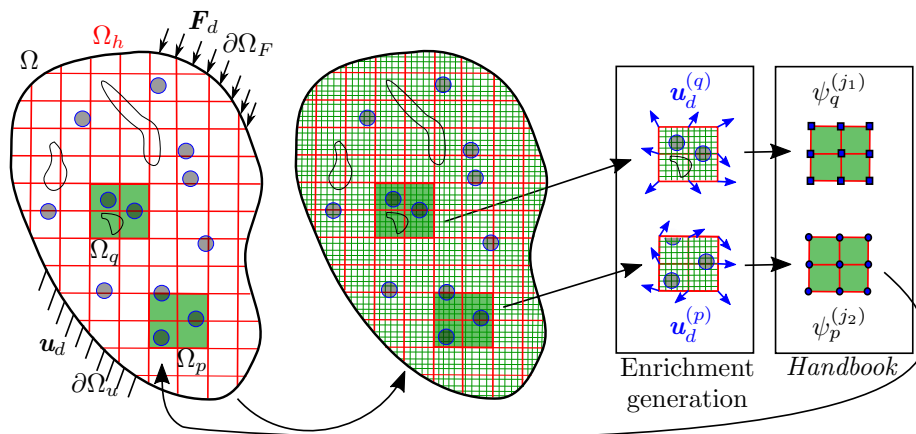 Ω
Ω_h
F_d
∂Ω_F
Ω_q
Ω_p
u_d
∂Ω_u
u_d^{(q)}
u_d^{(p)}
Enrichment
generation
ψ_q^{(j_1)}
ψ_p^{(j_2)}
Handbook